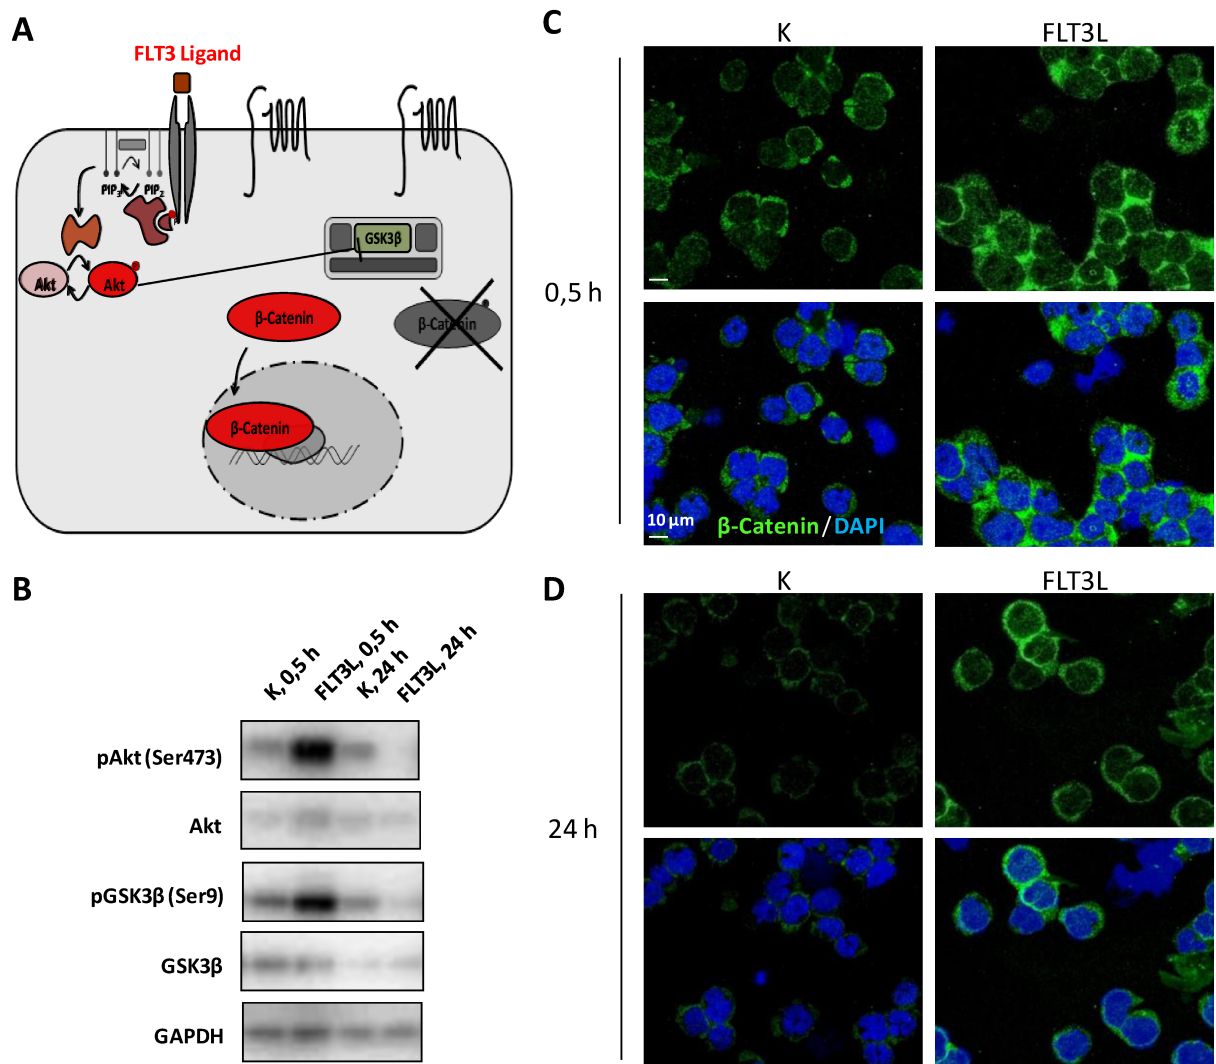 A
FLT3 Ligand
PIP3 PIP2
GSK3β
Akt Akt
β-Catenin
β-Catenin
β-Catenin
B
K, 0,5 h
FLT3L, 0,5 h
K, 24 h
FLT3L, 24 h
pAkt (Ser473)
Akt
pGSK3β (Ser9)
GSK3β
GAPDH
C
K FLT3L
0,5 h
10 µm
β-Catenin/DAPI
D
K FLT3L
24 h